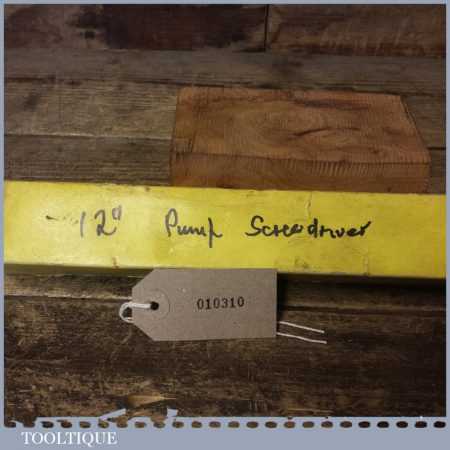 12" Pump Screwdriver
010310
TOOLTIQUE